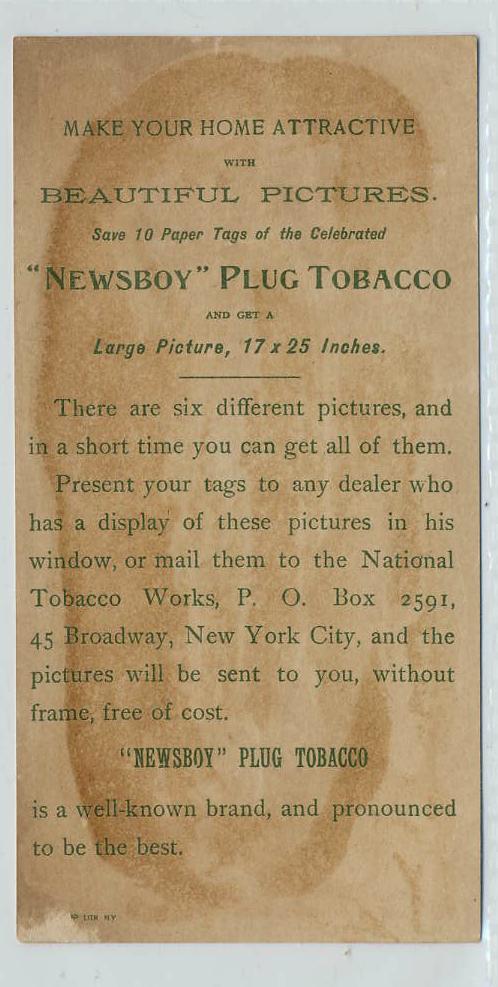 MAKE YOUR HOME ATTRACTIVE
WITH
BEAUTIFUL PICTURES.
Save 10 Paper Tags of the Celebrated
"NEWSBOY" PLUG TOBACCO
AND GET A
Large Picture, 17 x 25 Inches.
There are six different pictures, and
in a short time you can get all of them.
Present your tags to any dealer who
has a display of these pictures in his
window, or mail them to the National
Tobacco Works, P. O. Box 2591,
45 Broadway, New York City, and the
pictures will be sent to you, without
frame, free of cost.
"NEWSBOY" PLUG TOBACCO
is a well-known brand, and pronounced
to be the best.
LITH NY